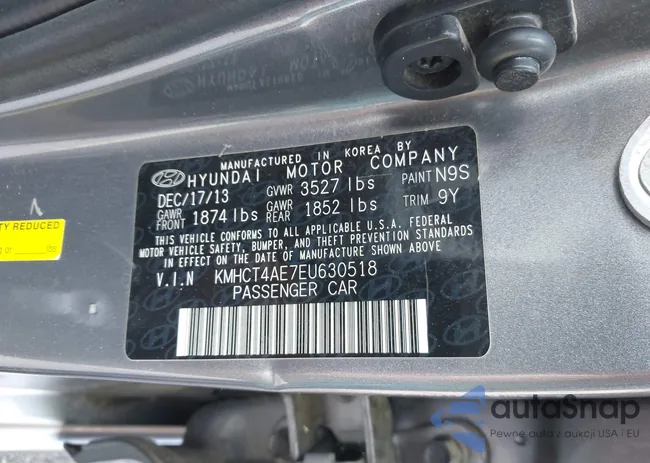 MANUFACTURED IN KOREA BY
HYUNDAI MOTOR COMPANY
DEC/17/13 GVWR 3527 lbs PAINT N9S
GAWR FRONT 1874 lbs GAWR REAR 1852 lbs TRIM 9Y
THIS VEHICLE CONFORMS TO ALL APPLICABLE U.S.A. FEDERAL
MOTOR VEHICLE SAFETY, BUMPER, AND THEFT PREVENTION STANDARDS
IN EFFECT ON THE DATE OF MANUFACTURE SHOWN ABOVE.
V.I.N KMHCT4AE7EU630518
PASSENGER CAR
TY REDUCED
g or lbs
autoSnap
Pewne auta z aukcji USA i EU